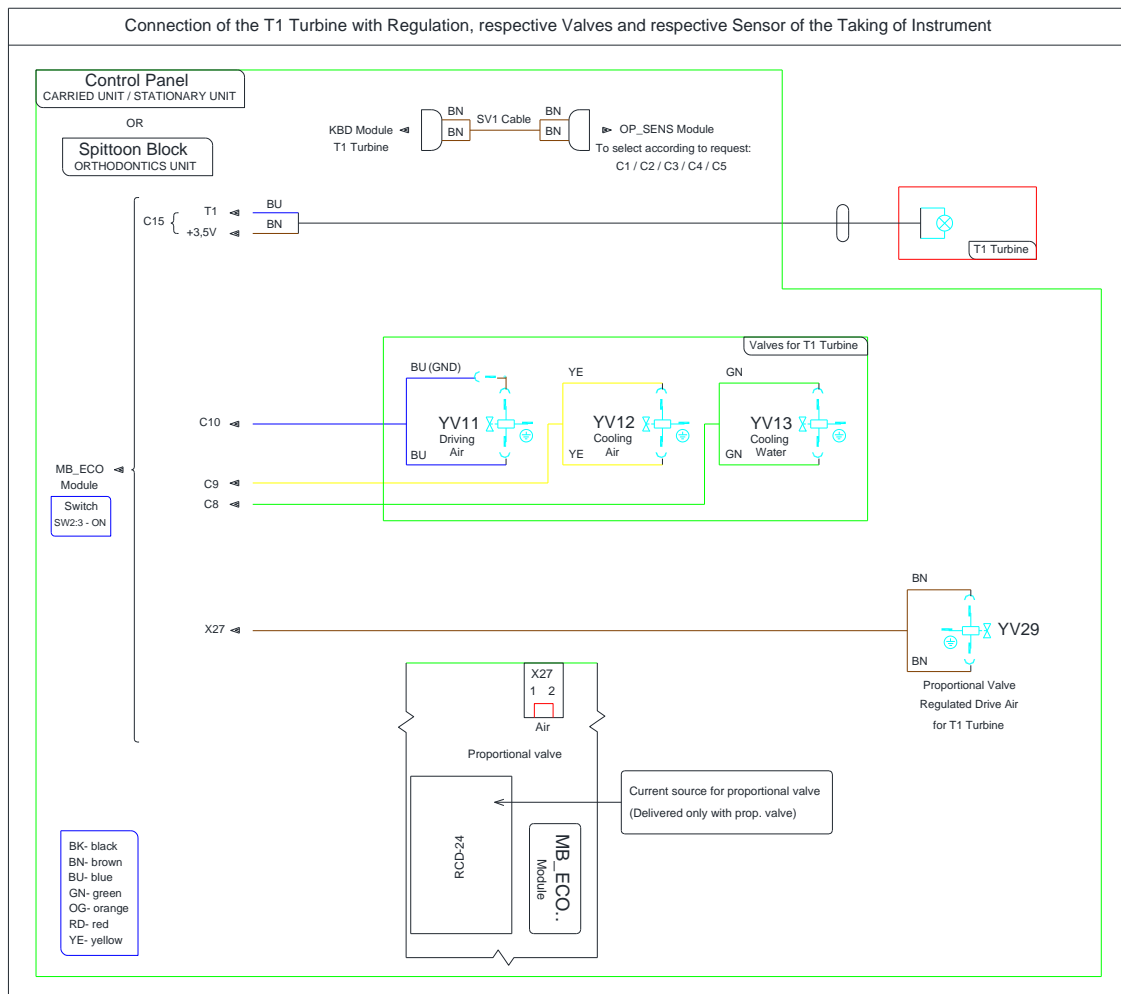 Connection of the T1 Turbine with Regulation, respective Valves and respective Sensor of the Taking of Instrument
Control Panel
CARRIED UNIT / STATIONARY UNIT
OR
Spittoon Block
ORTHODONTICS UNIT
KBD Module
T1 Turbine
BN
BN
SV1 Cable
BN
BN
OP_SENS Module
To select according to request:
C1 / C2 / C3 / C4 / C5
C15
T1
+3,5V
BU
BN
T1 Turbine
Valves for T1 Turbine
BU (GND)
YV11
Driving
Air
BU
YE
YV12
Cooling
Air
YE
GN
YV13
Cooling
Water
GN
C10
C9
C8
MB_ECO
Module
Switch
SW2:3 - ON
X27
BN
YV29
BN
Proportional Valve
Regulated Drive Air
for T1 Turbine
X27
1 2
Air
Proportional valve
RCD-24
MB_ECO..
Module
Current source for proportional valve
(Delivered only with prop. valve)
BK- black
BN- brown
BU- blue
GN- green
OG- orange
RD- red
YE- yellow